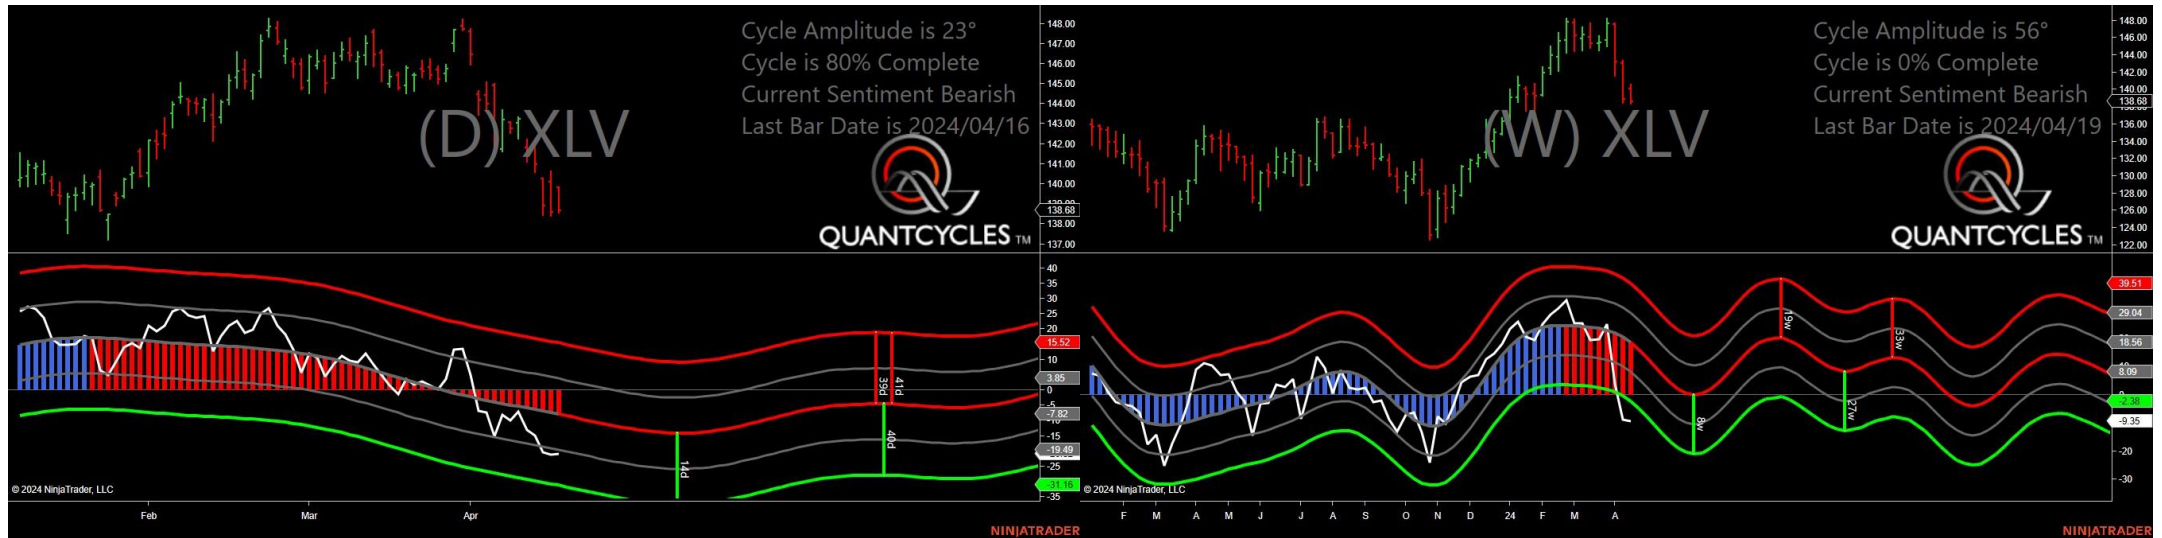 Cycle Amplitude is 23°
Cycle is 80% Complete
Current Sentiment Bearish
Last Bar Date is 2024/04/16
(D) XLV
QUANTCYCLES TM
148.00
147.00
146.00
145.00
144.00
143.00
142.00
141.00
140.00
138.68
138.00
137.00
40
35
30
25
20
15.52
10
3.85
0
-5
-7.82
-15
-19.49
-25
-31.16
-35
14d
39d
41d
40d
© 2024 NinjaTrader, LLC
Feb Mar Apr
NINJATRADER
Cycle Amplitude is 56°
Cycle is 0% Complete
Current Sentiment Bearish
Last Bar Date is 2024/04/19
(W) XLV
QUANTCYCLES TM
148.00
146.00
144.00
142.00
140.00
138.68
136.00
134.00
132.00
130.00
128.00
126.00
124.00
122.00
39.51
29.04
18.56
8.09
-2.38
-9.35
-20
-30
8w
19w
27w
33w
© 2024 NinjaTrader, LLC
F M A M J J A S O N D 24 F M A
NINJATRADER